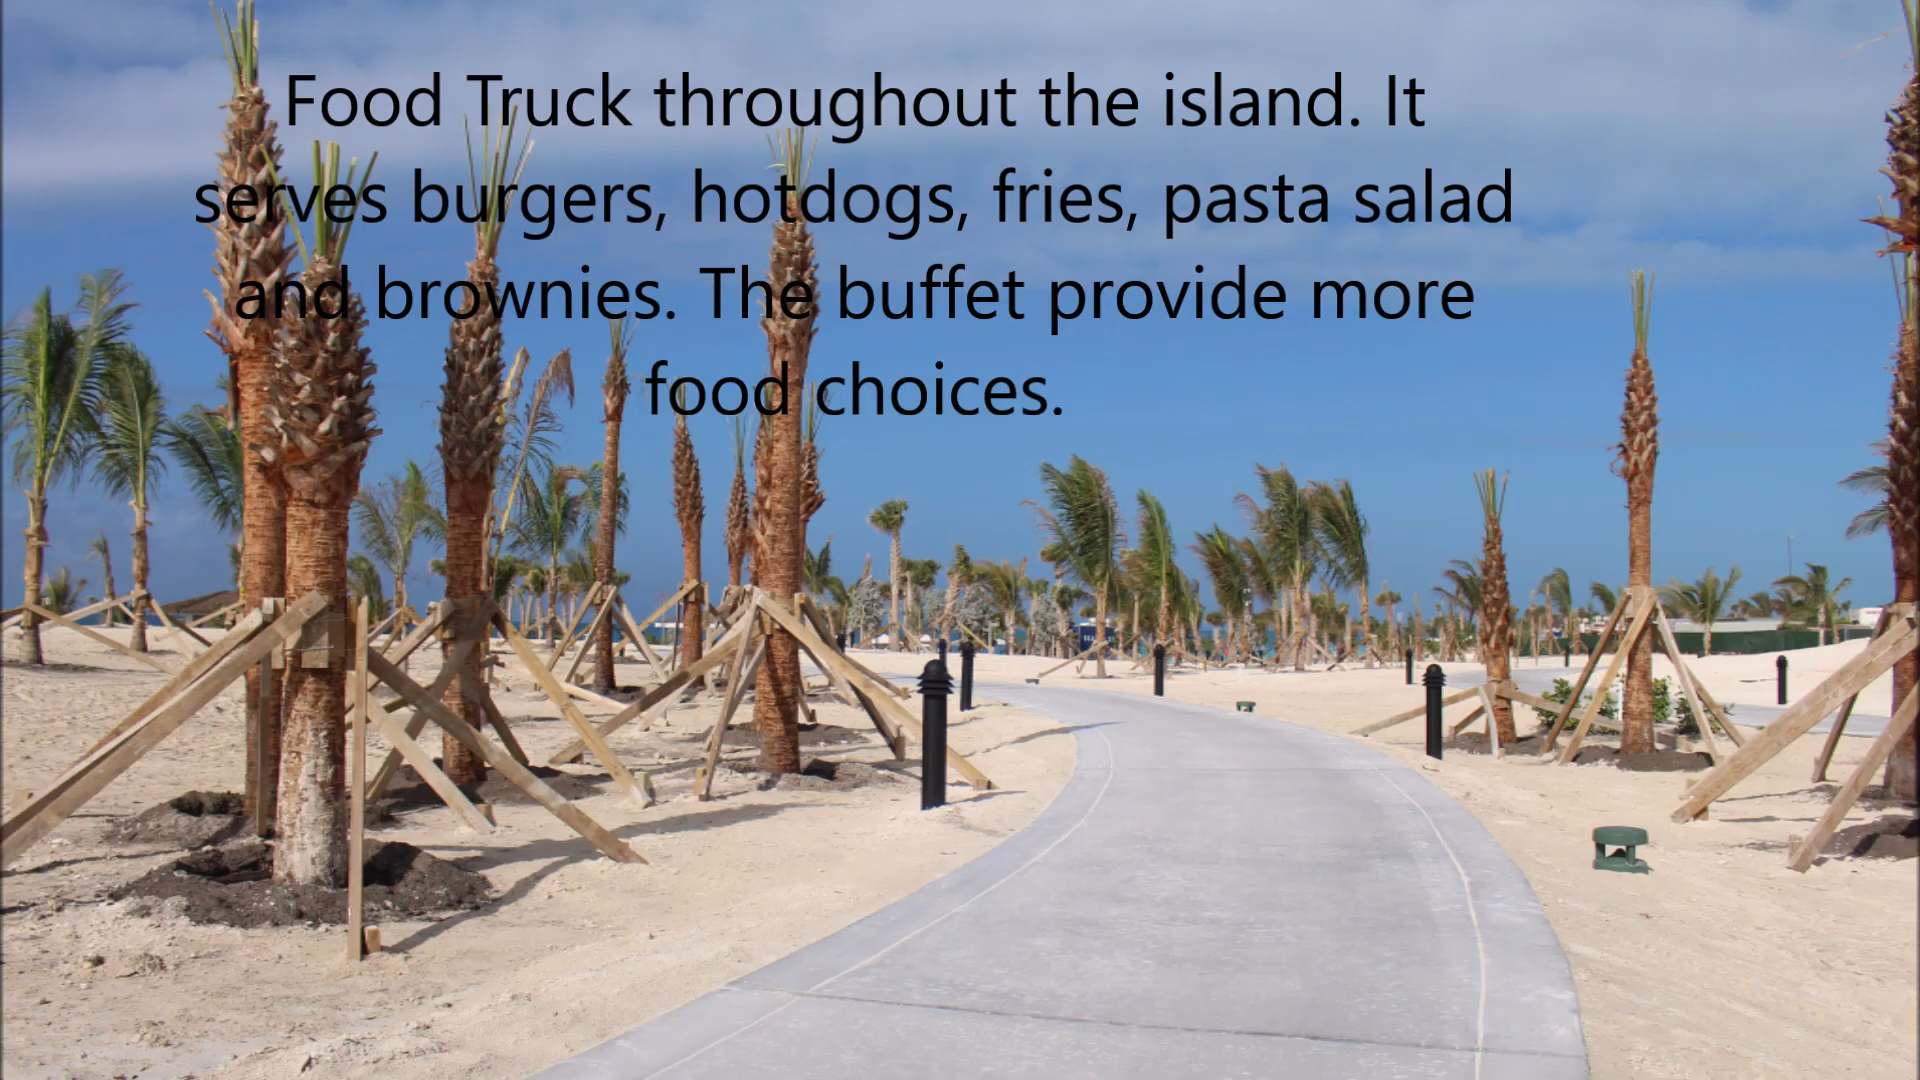 Food Truck throughout the island. It
serves burgers, hotdogs, fries, pasta salad
and brownies. The buffet provide more
food choices.